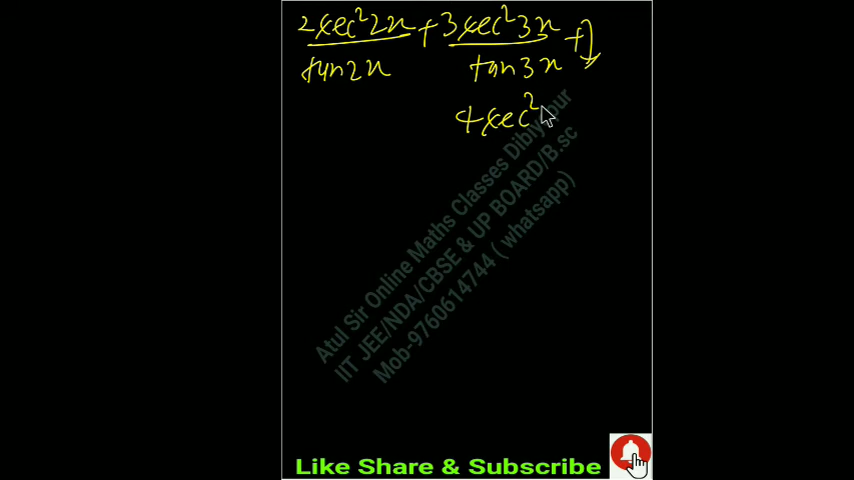 2sec²2x + 3sec²3x +
tan2x tan3x
4sec²
Atul Sir Online Maths Classes Dibiyapur
IIT JEE/NDA/CBSE & UP BOARD/B.sc
Mob-9760614744 ( whatsapp)
Like Share & Subscribe